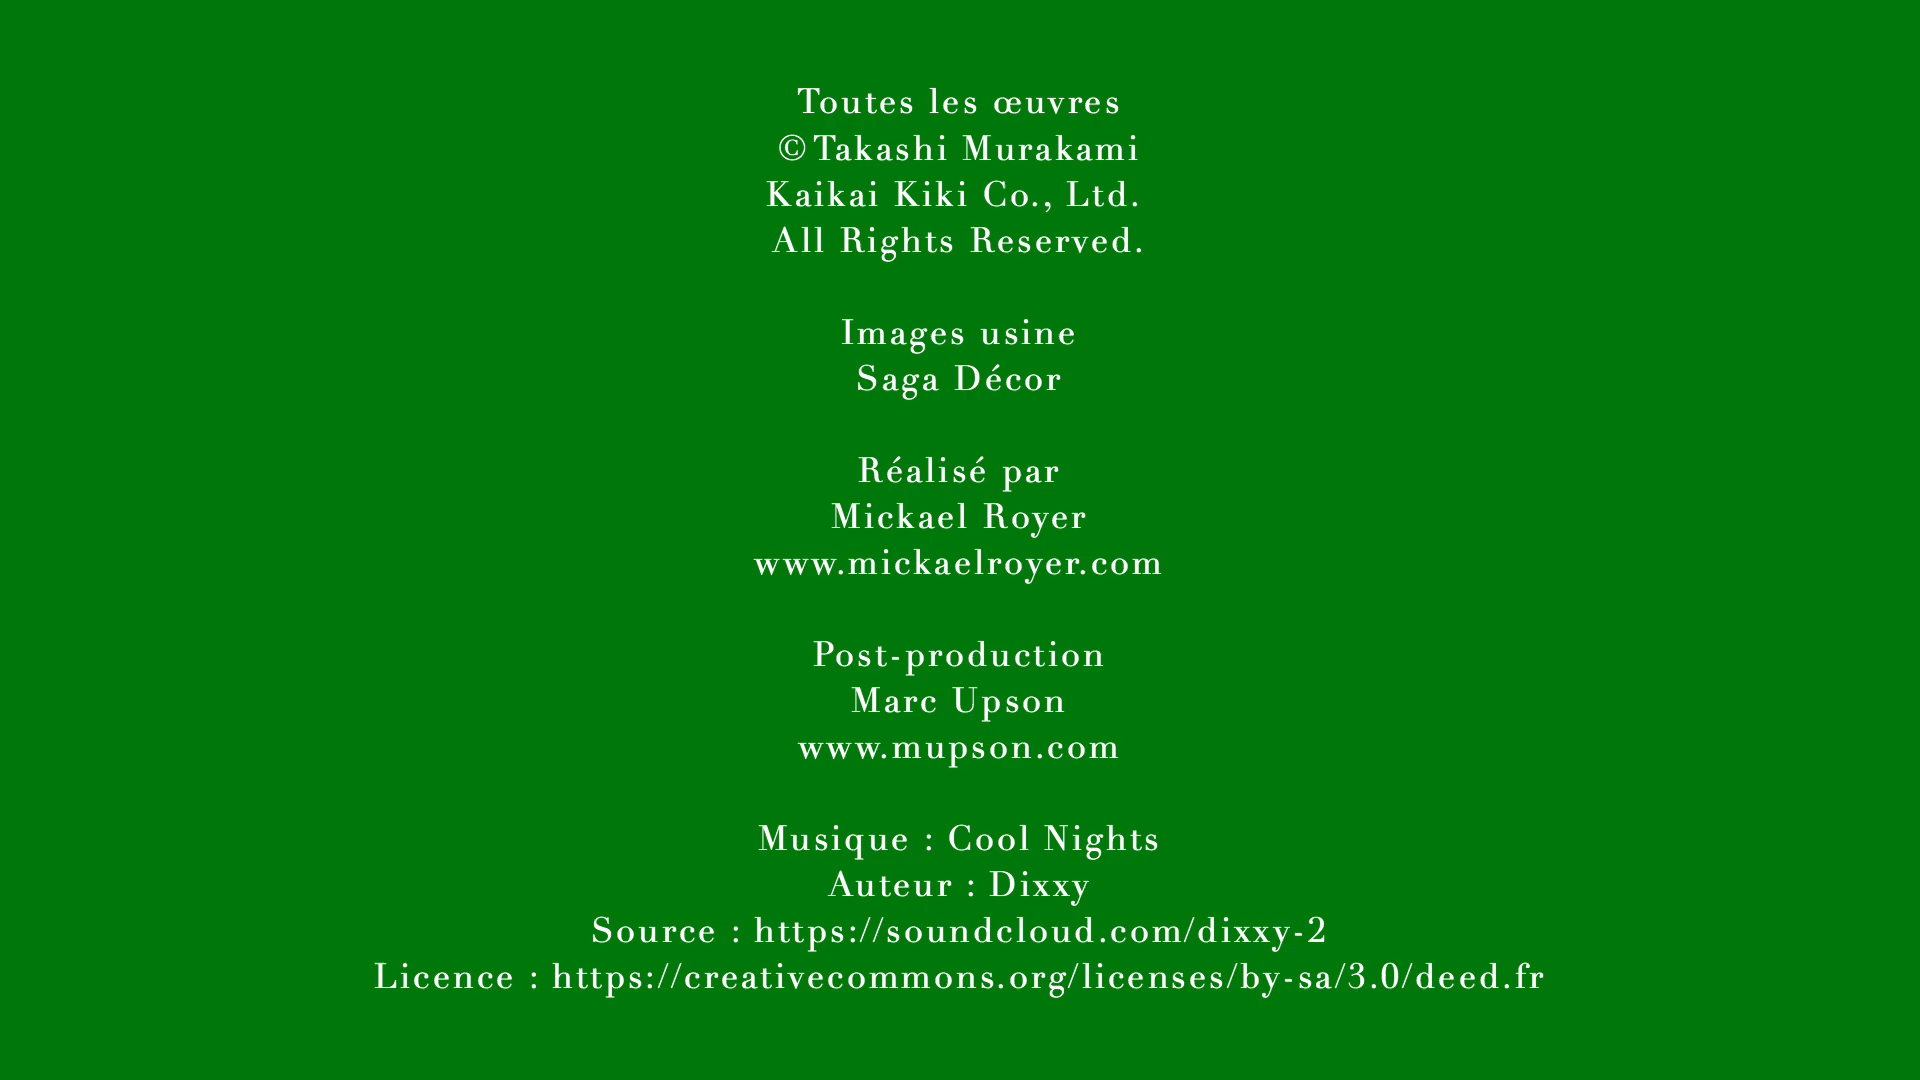 Toutes les œuvres
© Takashi Murakami
Kaikai Kiki Co., Ltd.
All Rights Reserved.
Images usine
Saga Décor
Réalisé par
Mickael Royer
www.mickaelroyer.com
Post-production
Marc Upson
www.mupson.com
Musique : Cool Nights
Auteur : Dixxy
Source : https://soundcloud.com/dixxy-2
Licence : https://creativecommons.org/licenses/by-sa/3.0/deed.fr